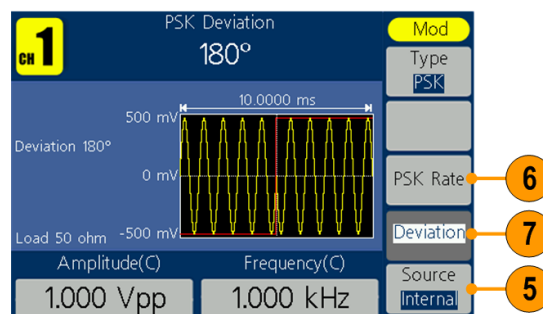 CH 1
PSK Deviation
180°
Mod
Type
PSK
10.0000 ms
500 mV
Deviation 180°
0 mV
PSK Rate
6
Deviation
7
Load 50 ohm
-500 mV
Amplitude(C)
Frequency(C)
Source
Internal
5
1.000 Vpp
1.000 kHz